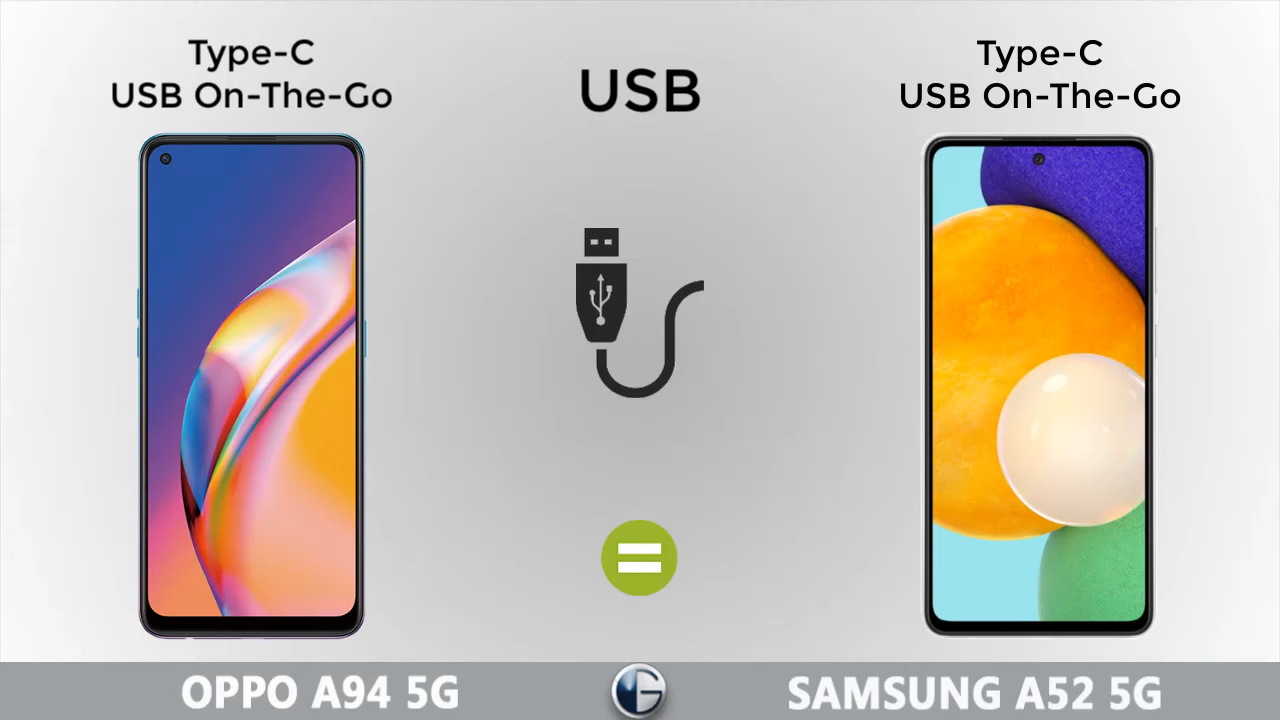 Type-C
USB On-The-Go
USB
Type-C
USB On-The-Go
OPPO A94 5G
G
SAMSUNG A52 5G